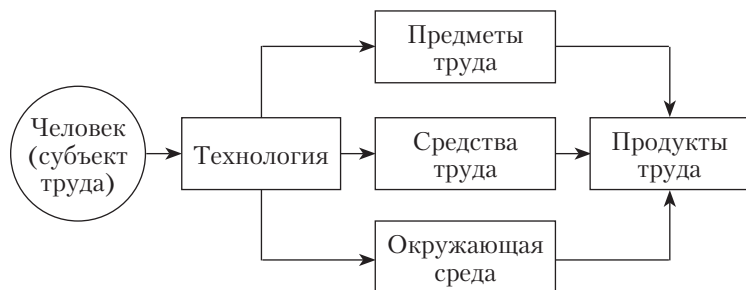 Человек
(субъект
труда)
Технология
Предметы
труда
Средства
труда
Окружающая
среда
Продукты
труда